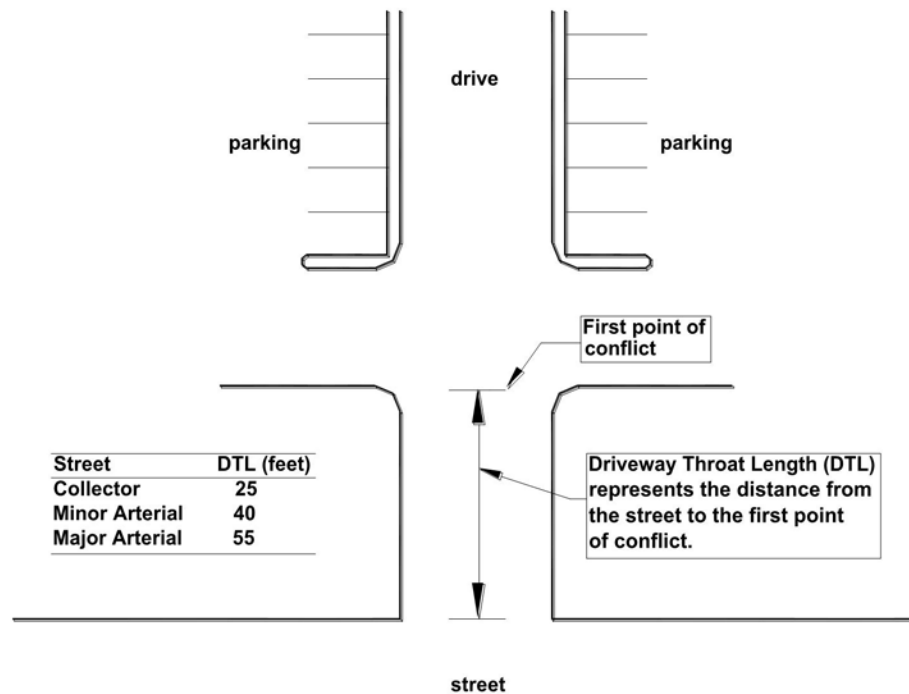 drive
parking
parking
First point of
conflict
Street DTL (feet)
Collector 25
Minor Arterial 40
Major Arterial 55
Driveway Throat Length (DTL)
represents the distance from
the street to the first point
of conflict.
street